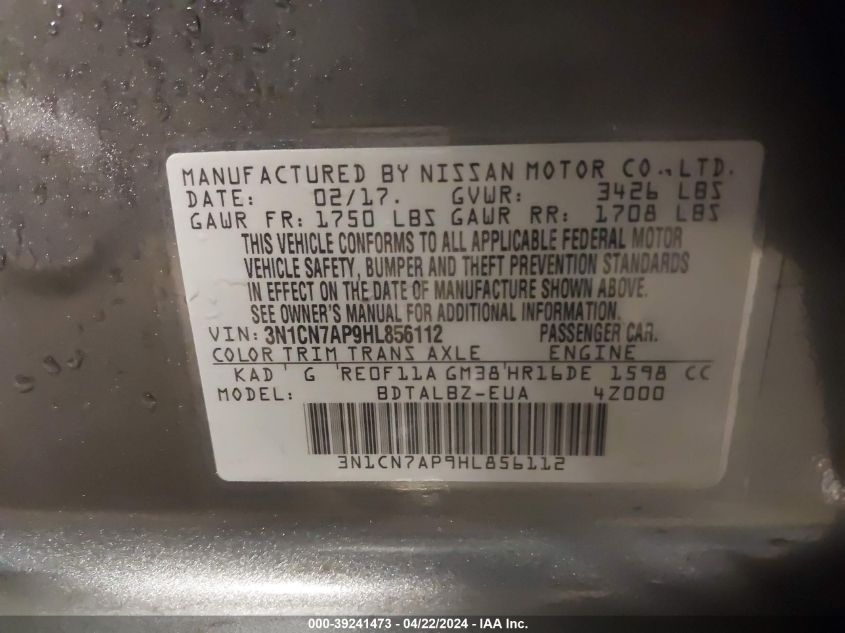 MANUFACTURED BY NISSAN MOTOR CO., LTD.
DATE: 02/17. GVWR: 3426 LBS
GAWR FR: 1750 LBS GAWR RR: 1708 LBS
THIS VEHICLE CONFORMS TO ALL APPLICABLE FEDERAL MOTOR
VEHICLE SAFETY, BUMPER AND THEFT PREVENTION STANDARDS
IN EFFECT ON THE DATE OF MANUFACTURE SHOWN ABOVE.
SEE OWNER'S MANUAL FOR ADDITIONAL INFORMATION.
VIN: 3N1CN7AP9HL856112 PASSENGER CAR.
COLOR TRIM TRANS AXLE ENGINE
KAD ' G 'RE0F11A GM38'HR16DE 1598 CC
MODEL: BDTALBZ-EUA 4Z000
3N1CN7AP9HL856112
000-39241473 - 04/22/2024 - IAA Inc.